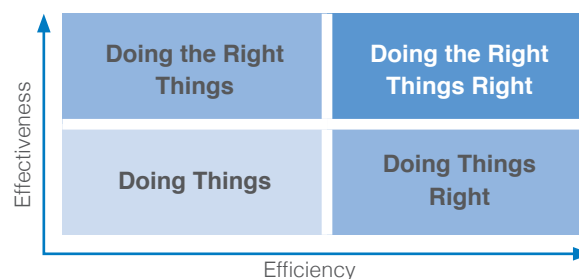 Effectiveness
Doing the Right
Things
Doing the Right
Things Right
Doing Things
Doing Things
Right
Efficiency